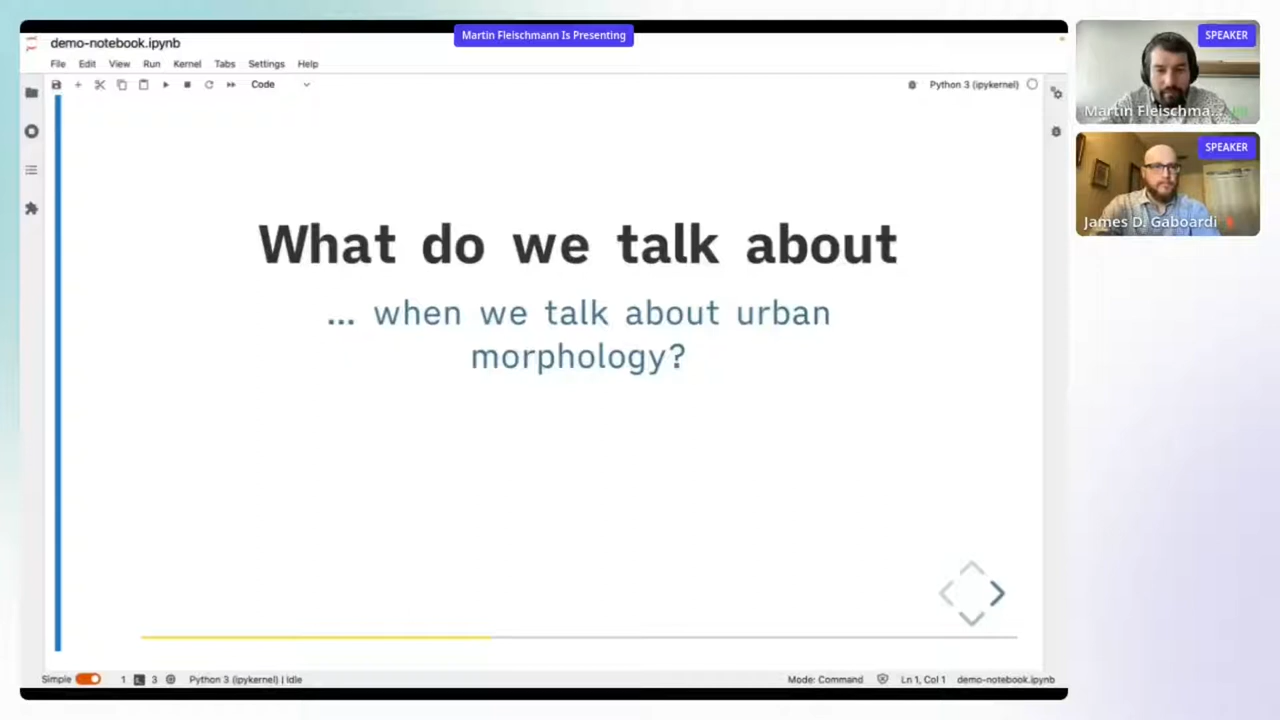 Martin Fleischmann Is Presenting
demo-notebook.ipynb
File Edit View Run Kernel Tabs Settings Help
Code
Python 3 (ipykernel)
What do we talk about
... when we talk about urban
morphology?
Simple 1 3 Python 3 (ipykernel) | Idle
Mode: Command Ln 1, Col 1 demo-notebook.ipynb
SPEAKER
Martin Fleischma...
SPEAKER
James D. Gaboardi